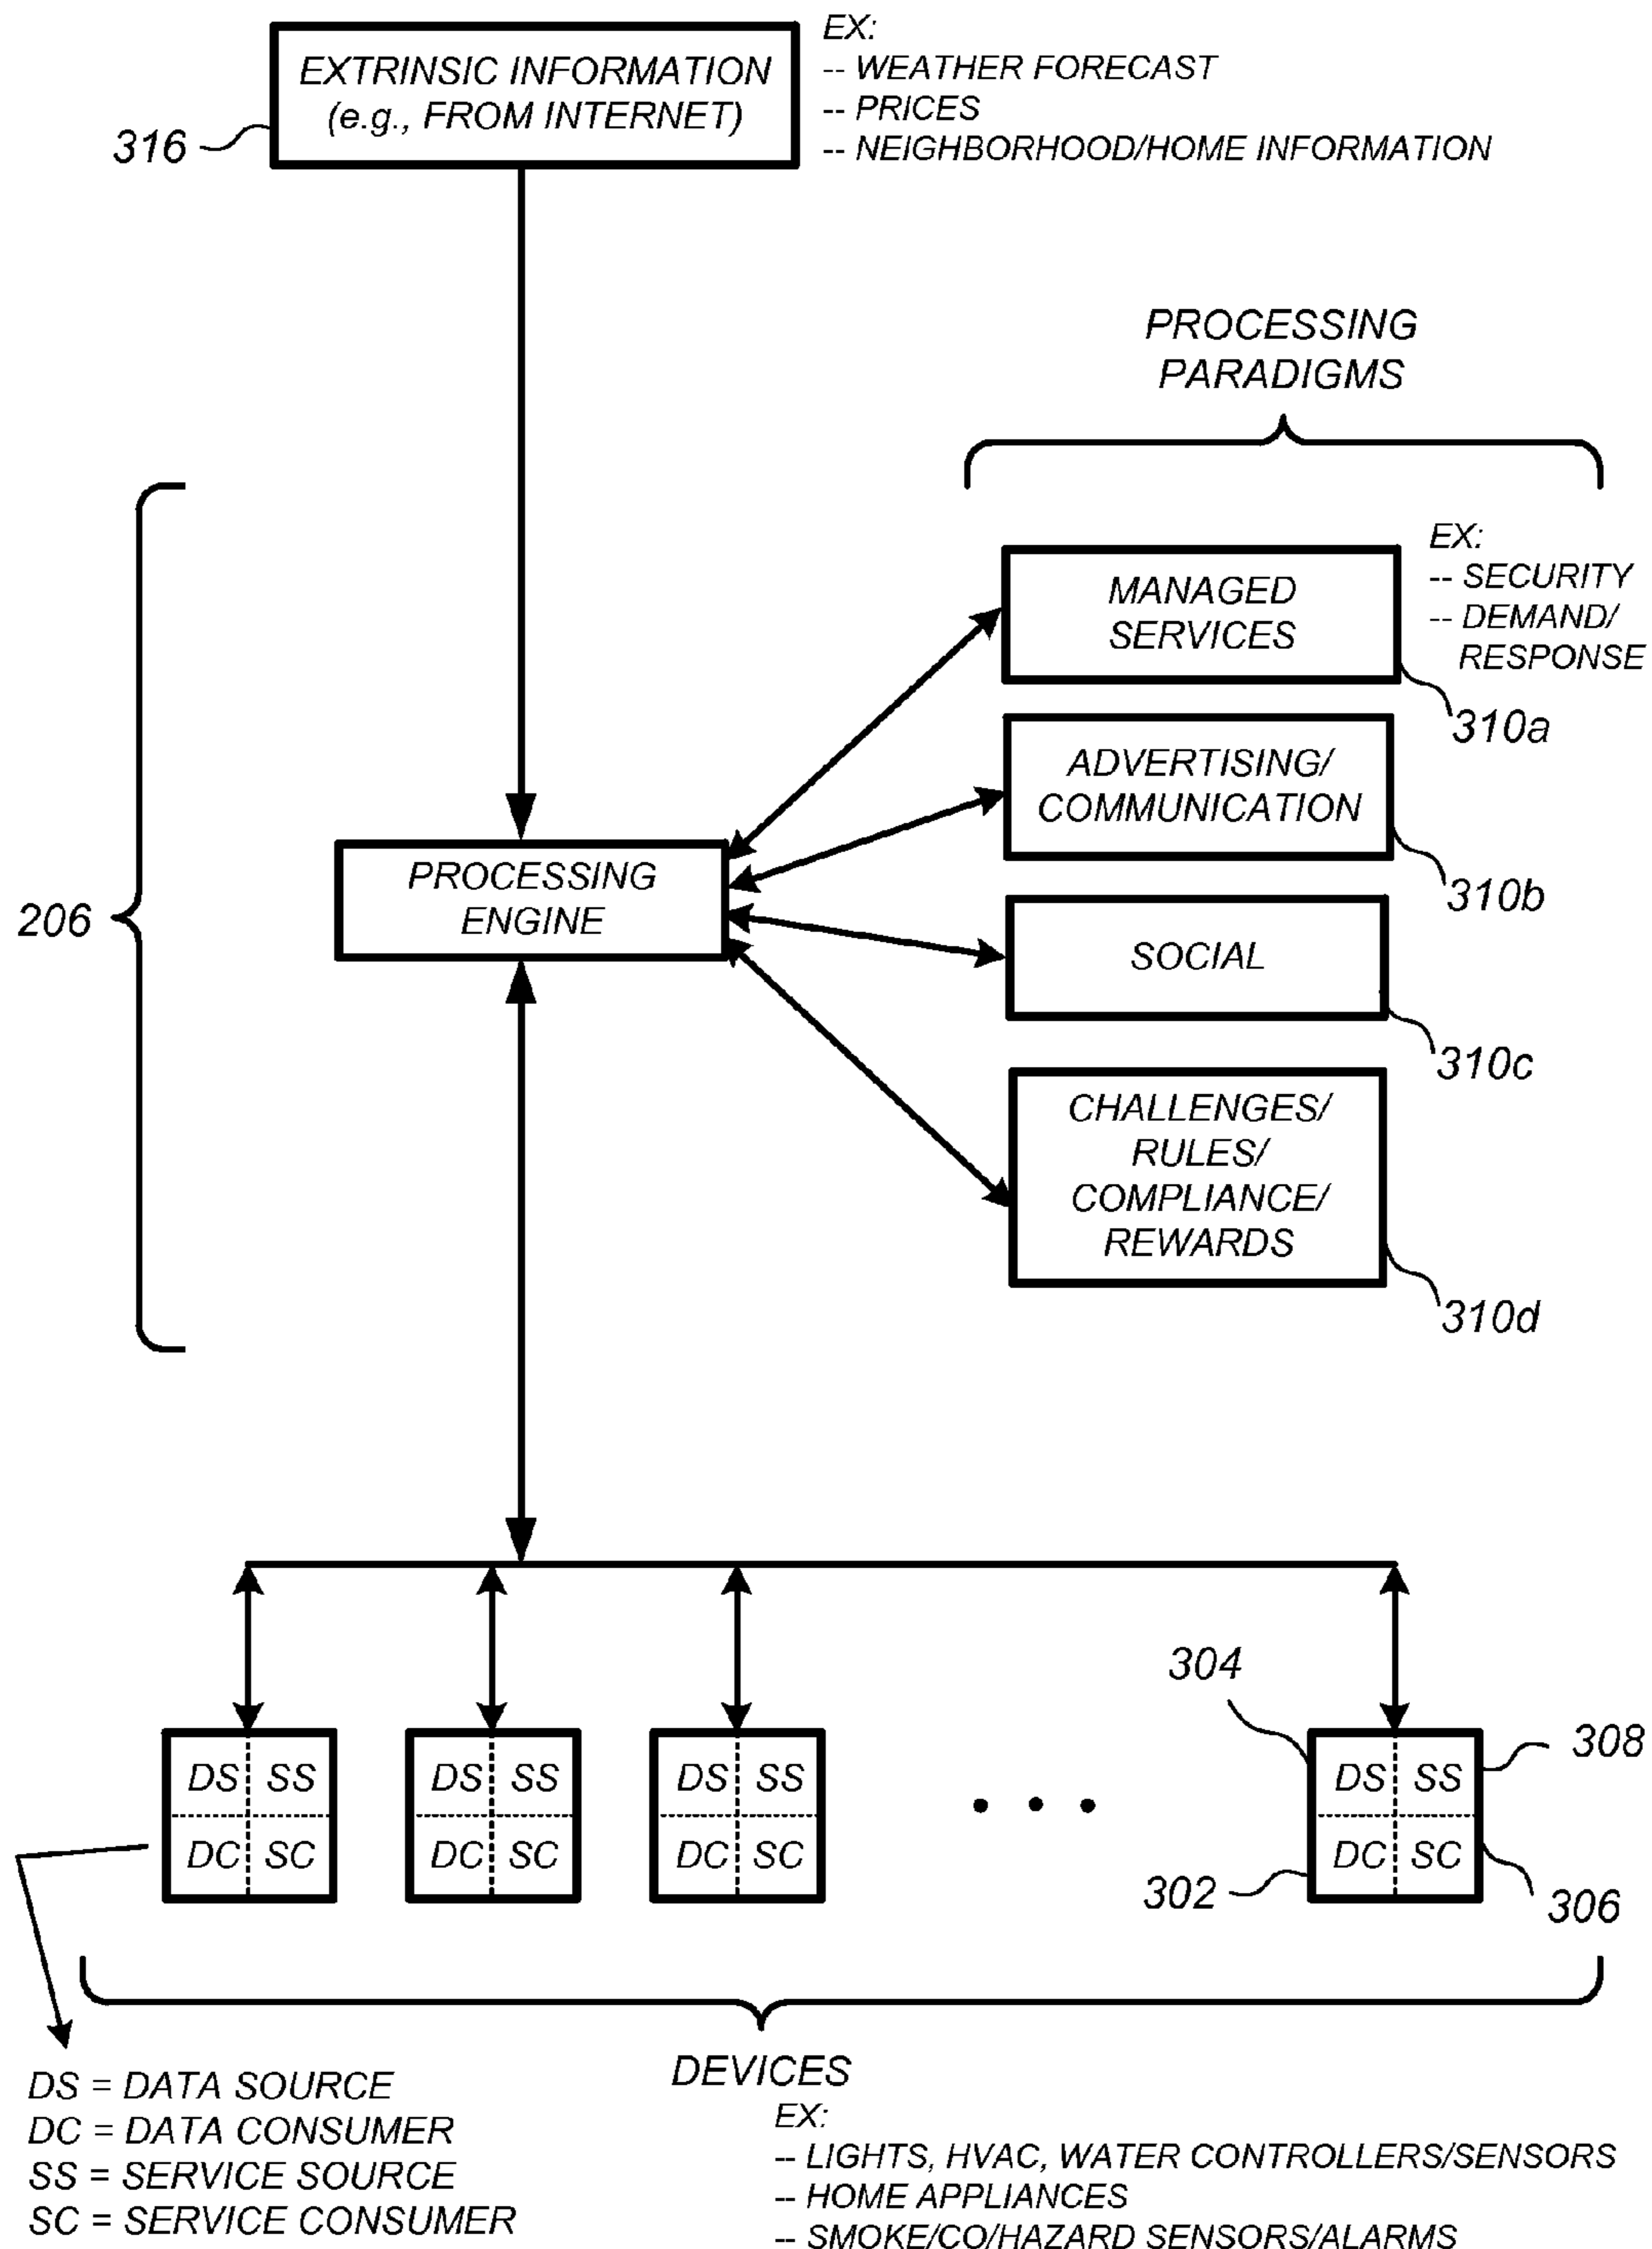 EXTRINSIC INFORMATION
(e.g., FROM INTERNET)
316
EX:
-- WEATHER FORECAST
-- PRICES
-- NEIGHBORHOOD/HOME INFORMATION
PROCESSING
PARADIGMS
206
PROCESSING
ENGINE
MANAGED
SERVICES
EX:
-- SECURITY
-- DEMAND/
RESPONSE
310a
ADVERTISING/
COMMUNICATION
310b
SOCIAL
310c
CHALLENGES/
RULES/
COMPLIANCE/
REWARDS
310d
DS SS
DC SC
DS SS
DC SC
DS SS
DC SC
• • •
304
308
DS SS
DC SC
302
306
DS = DATA SOURCE
DC = DATA CONSUMER
SS = SERVICE SOURCE
SC = SERVICE CONSUMER
DEVICES
EX:
-- LIGHTS, HVAC, WATER CONTROLLERS/SENSORS
-- HOME APPLIANCES
-- SMOKE/CO/HAZARD SENSORS/ALARMS